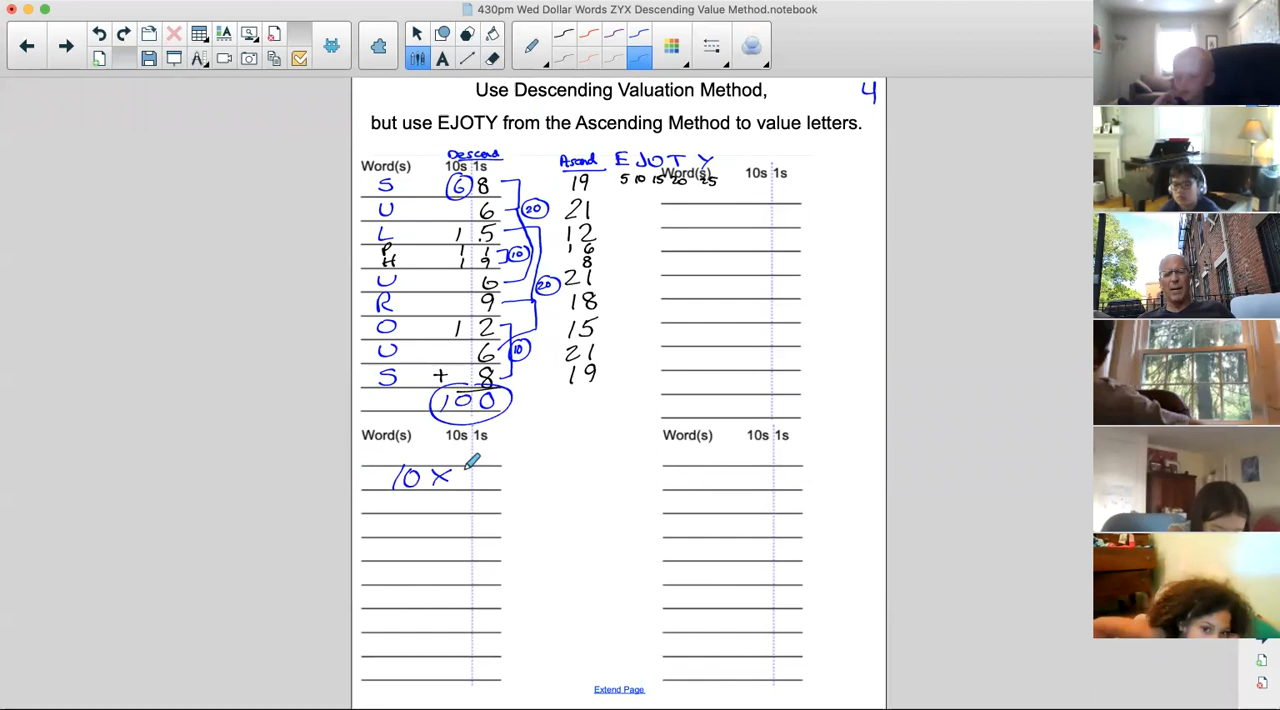 430pm Wed Dollar Words ZYX Descending Value Method.notebook
Use Descending Valuation Method,
4
but use EJOTY from the Ascending Method to value letters.
Descend
Ascend E J O T Y
5 10 15 20 25
Word(s) 10s 1s
Word(s) 10s 1s
S 6 8 19
U 6 20 21
L 1 5 12
P 1 1 10 16
H 1 9 8
U 6 20 21
R 9 18
O 1 2 15
U 6 10 21
S + 8 19
100
Word(s) 10s 1s
Word(s) 10s 1s
10 x
Extend Page